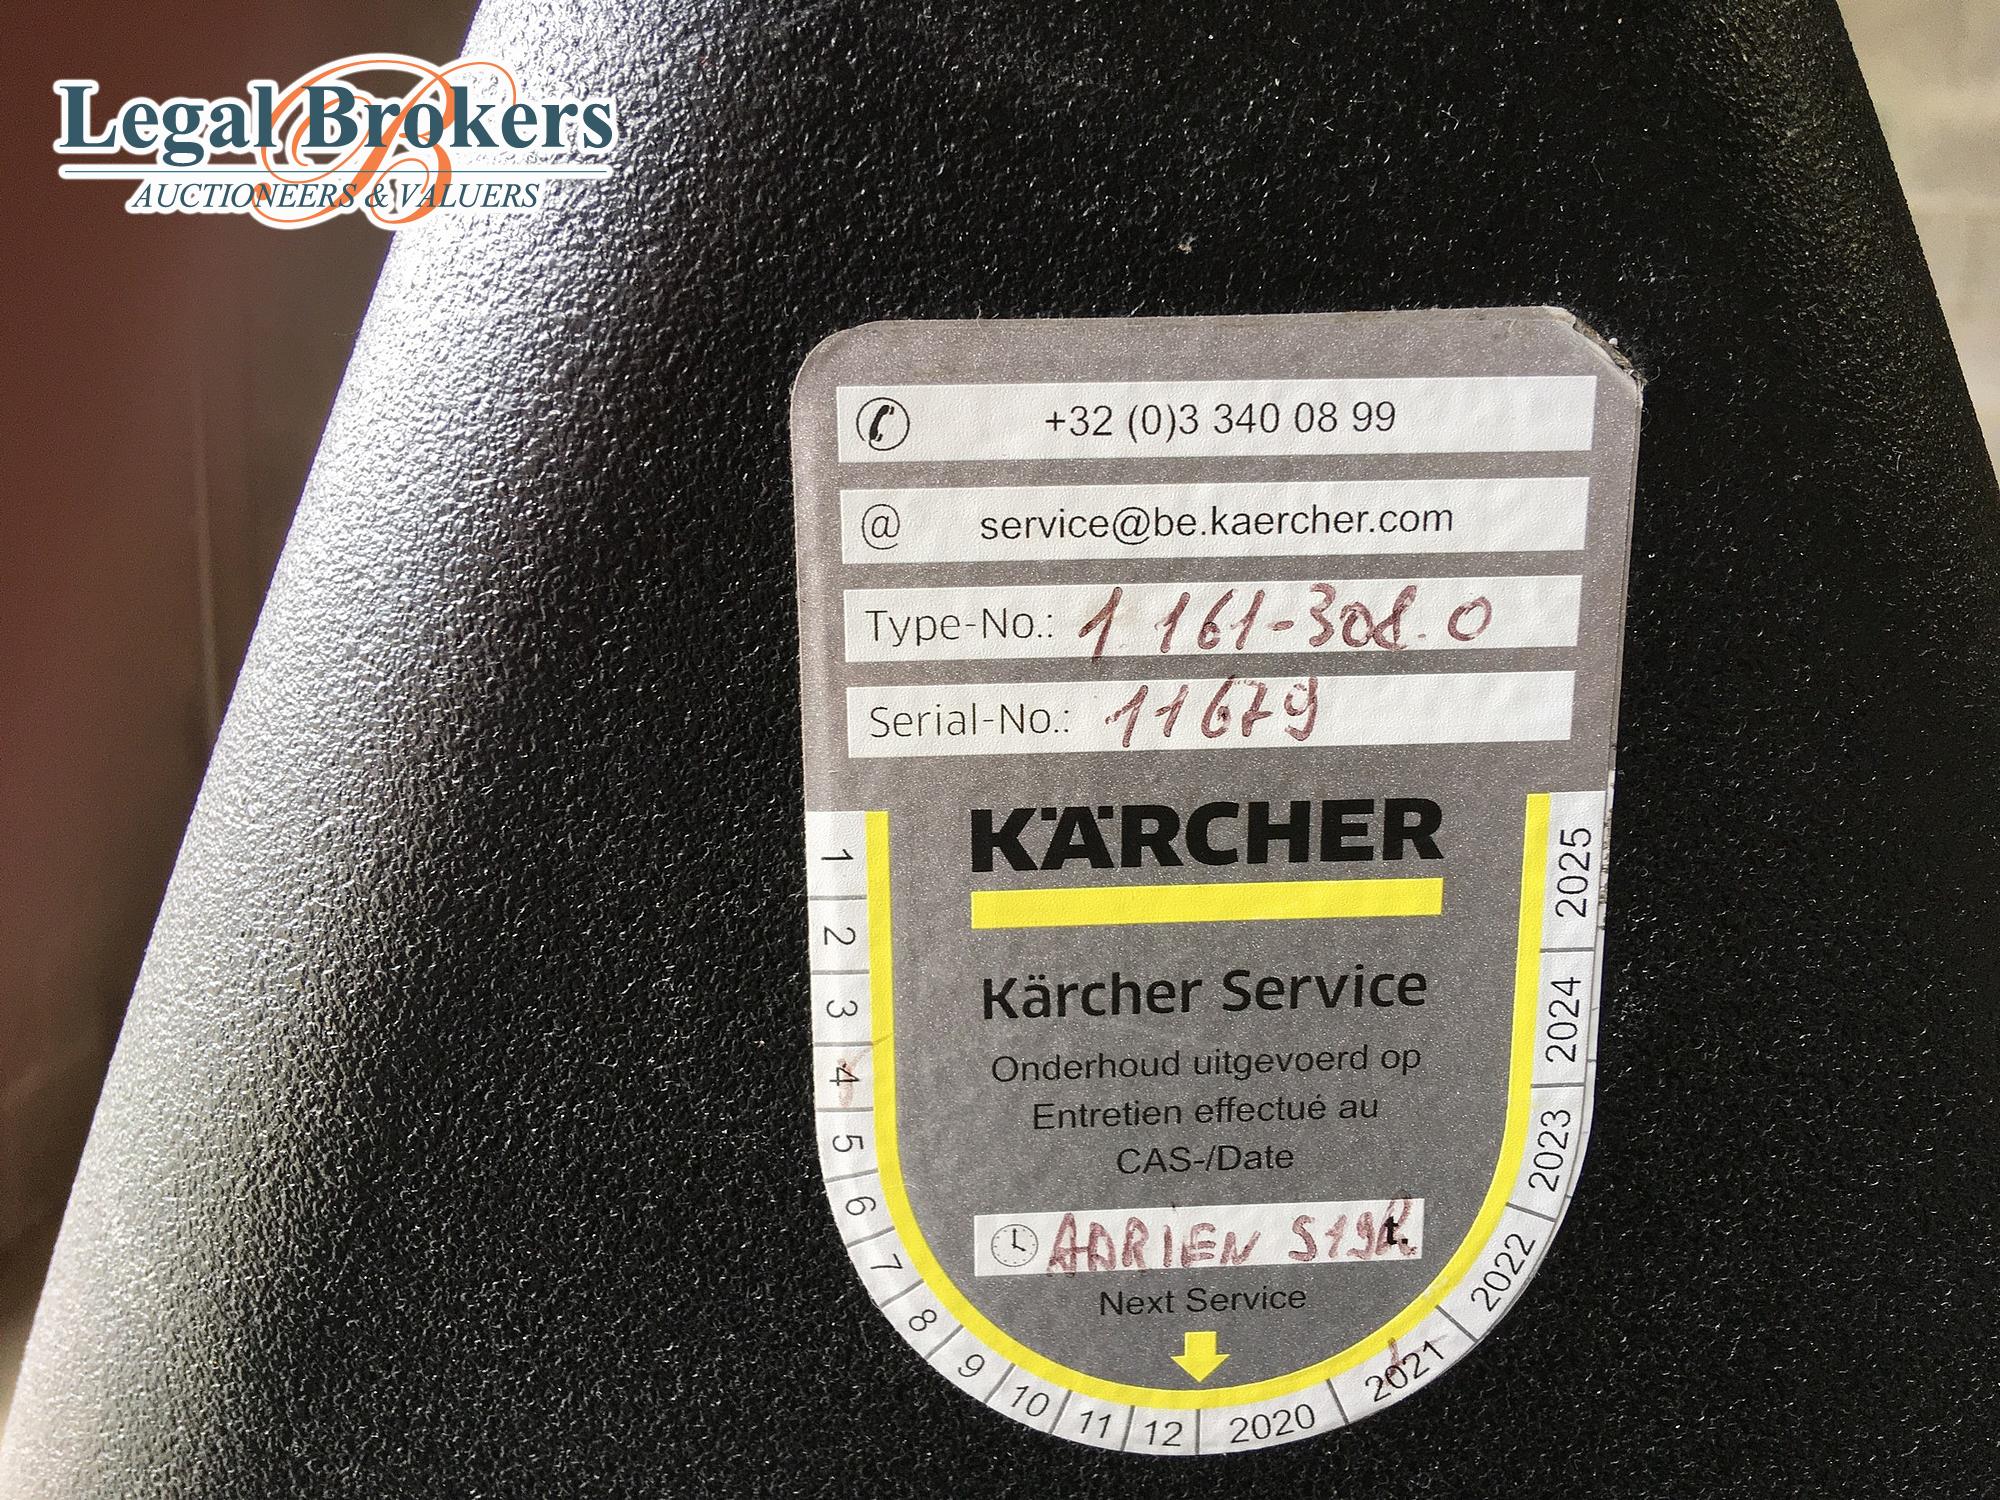 Legal Brokers
AUCTIONEERS & VALUERS
+32 (0)3 340 08 99
@ service@be.kaercher.com
Type-No.: 1 161-308.0
Serial-No.: 11679
KÄRCHER
Kärcher Service
Onderhoud uitgevoerd op
Entretien effectué au
CAS-/Date
ADRIEN
Next Service
1
2
3
4
5
6
7
8
9
10
11
12
2020
2021
2022
2023
2024
2025